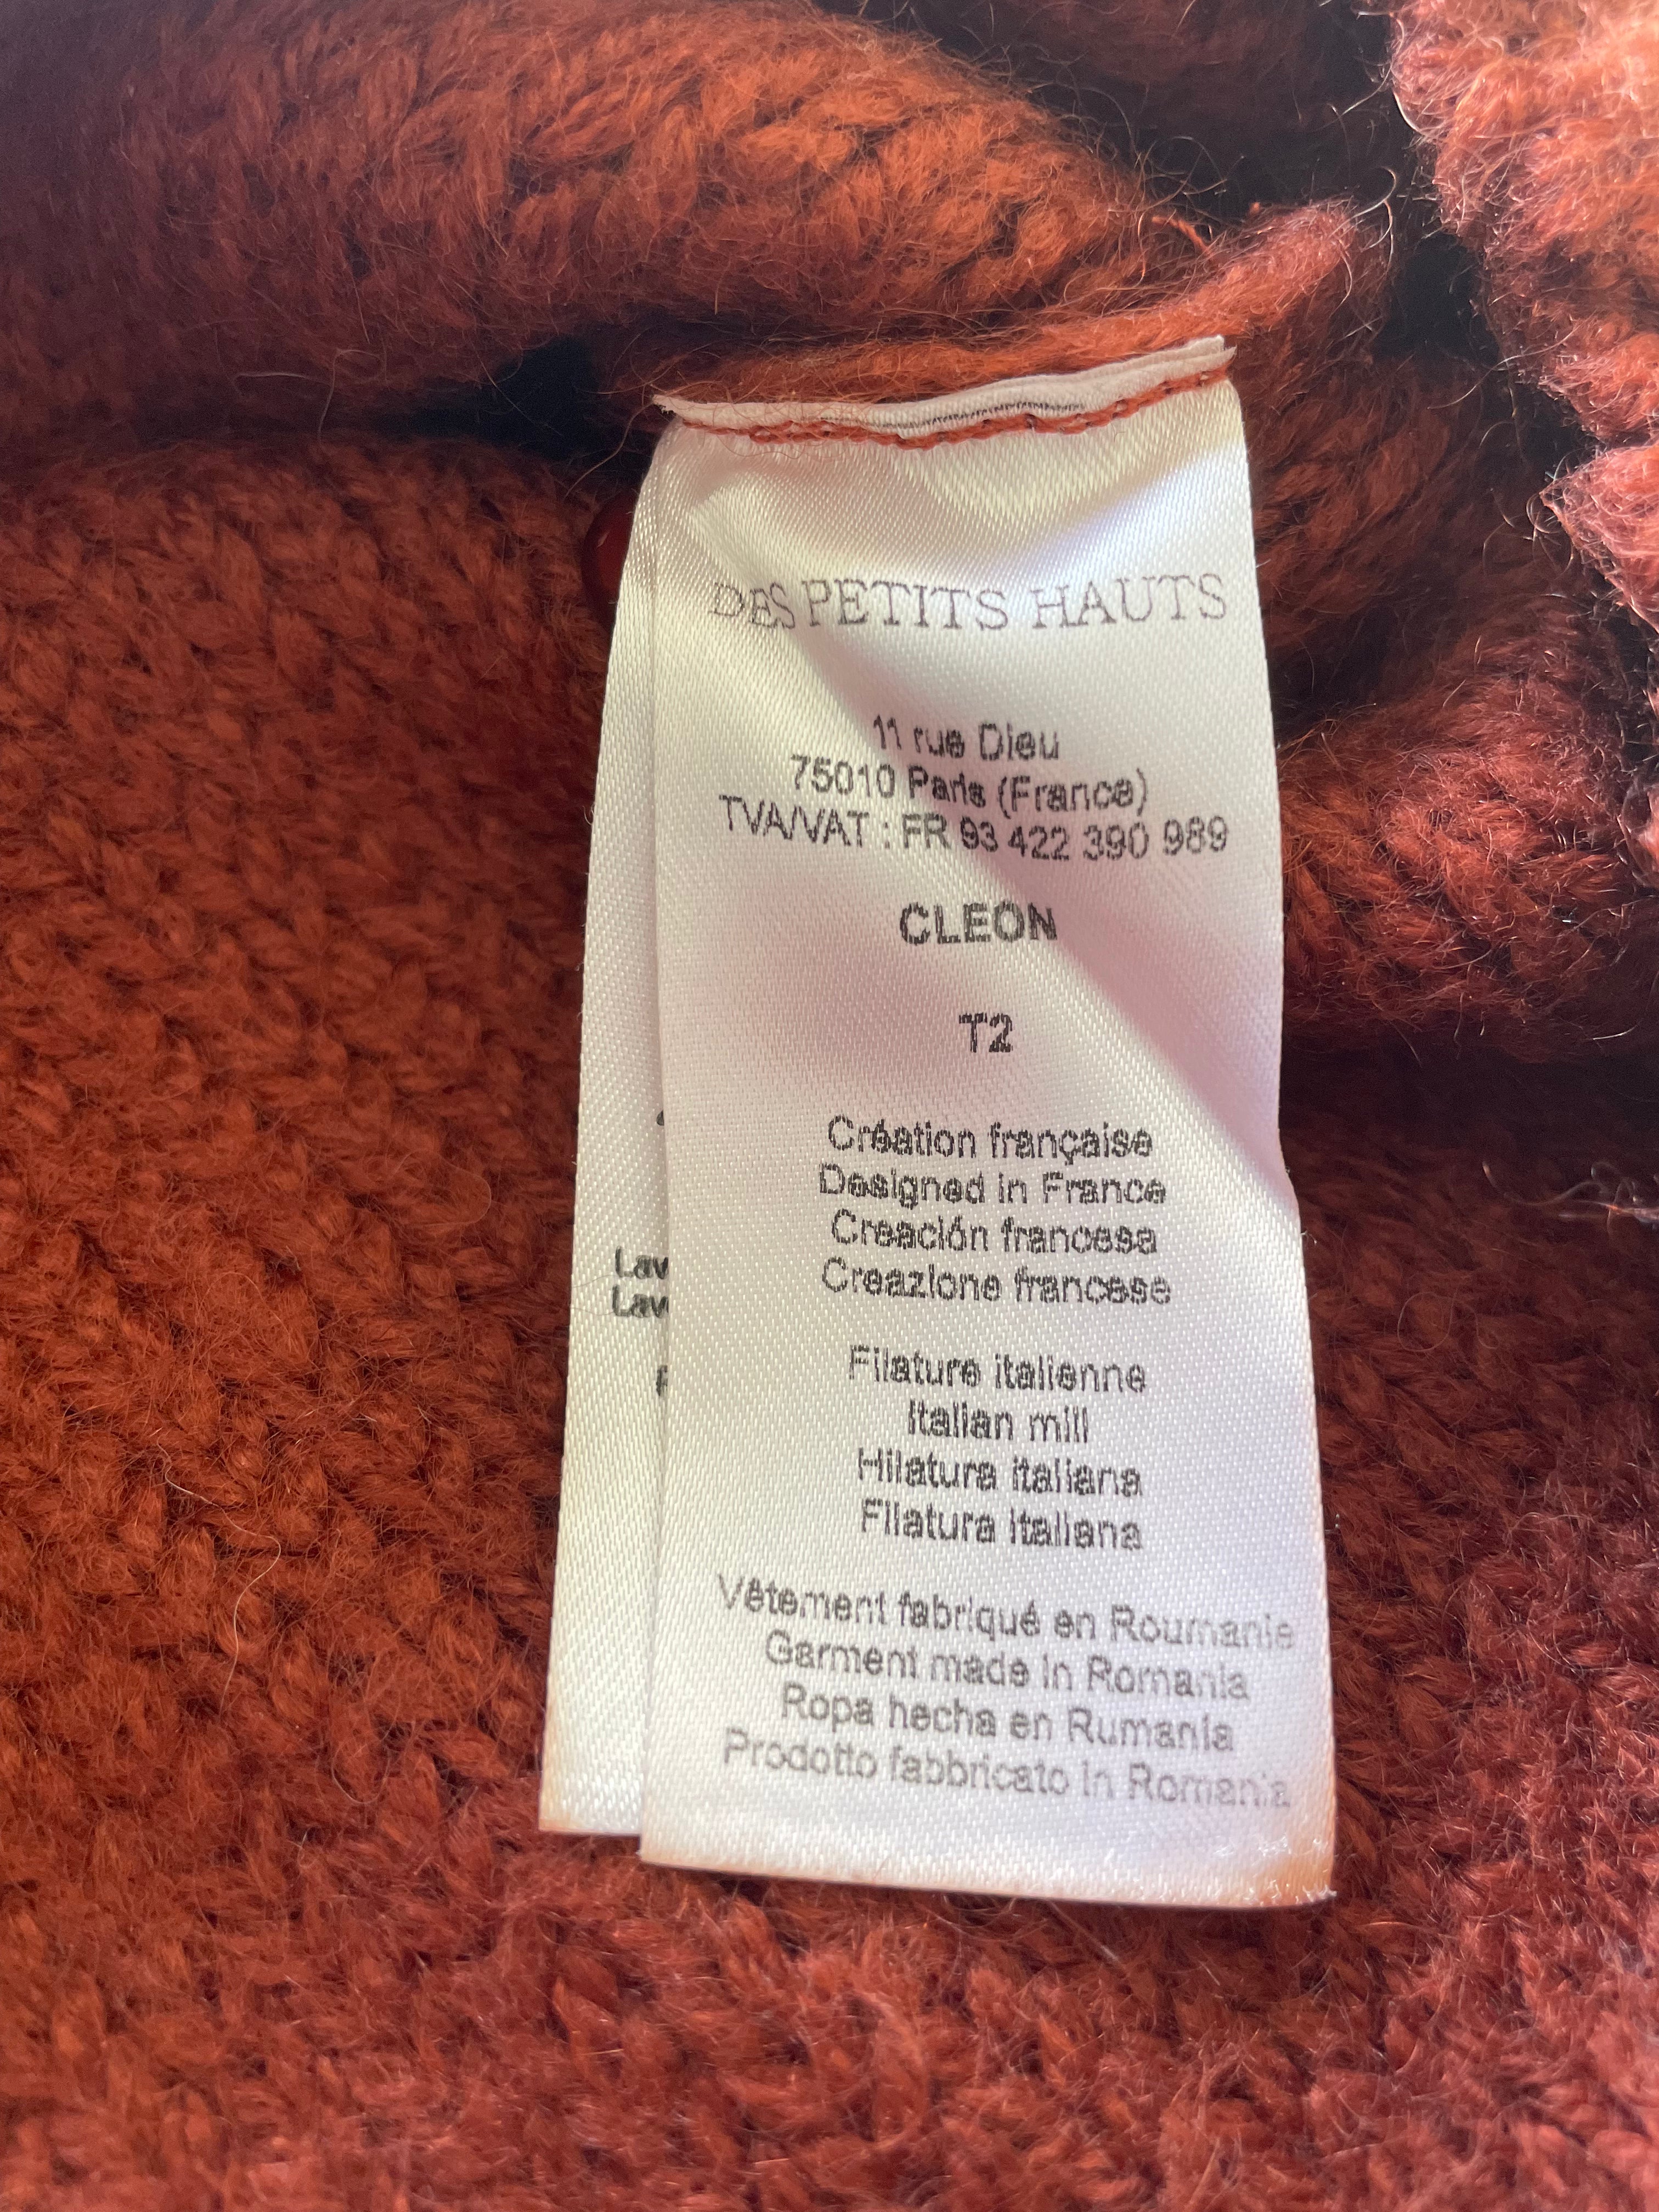 DES PETITS HAUTS
11 rue Dieu
75010 Paris (France)
TVA/VAT : FR 93 422 390 989
CLEON
T2
Création française
Designed in France
Creación francesa
Creazione francese
Filature italienne
Italian mill
Hilatura italiana
Filatura italiana
Vêtement fabriqué en Roumanie
Garment made in Romania
Ropa hecha en Rumania
Prodotto fabbricato in Romania
Lav
Lav